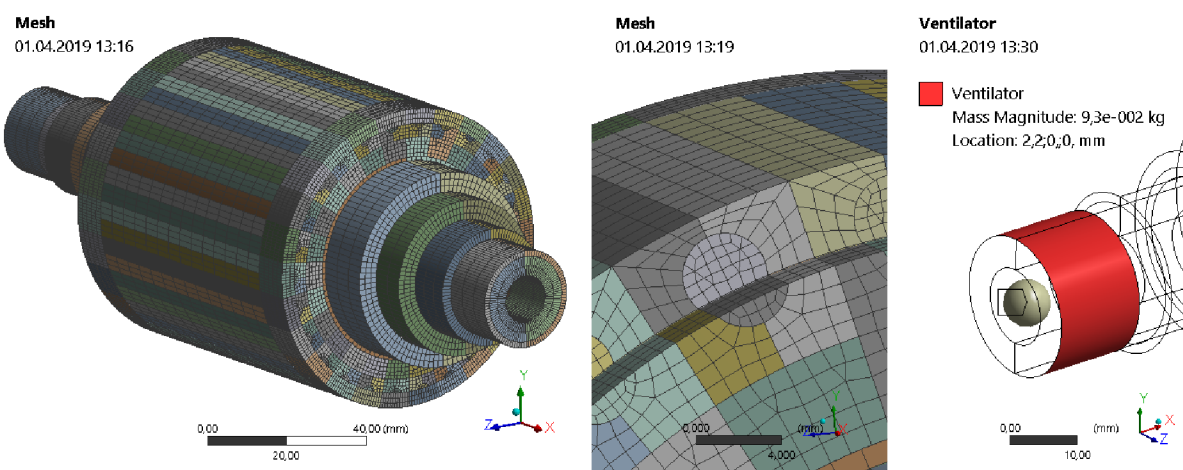 Mesh
01.04.2019 13:16
0,00
40,00 (mm)
20,00
Y
Z
X
Mesh
01.04.2019 13:19
0,000
(mm)
4,000
Y
Z
X
Ventilator
01.04.2019 13:30
Ventilator
Mass Magnitude: 9,3e-002 kg
Location: 2,2;0,;0, mm
0,00
(mm)
10,00
Y
X
Z